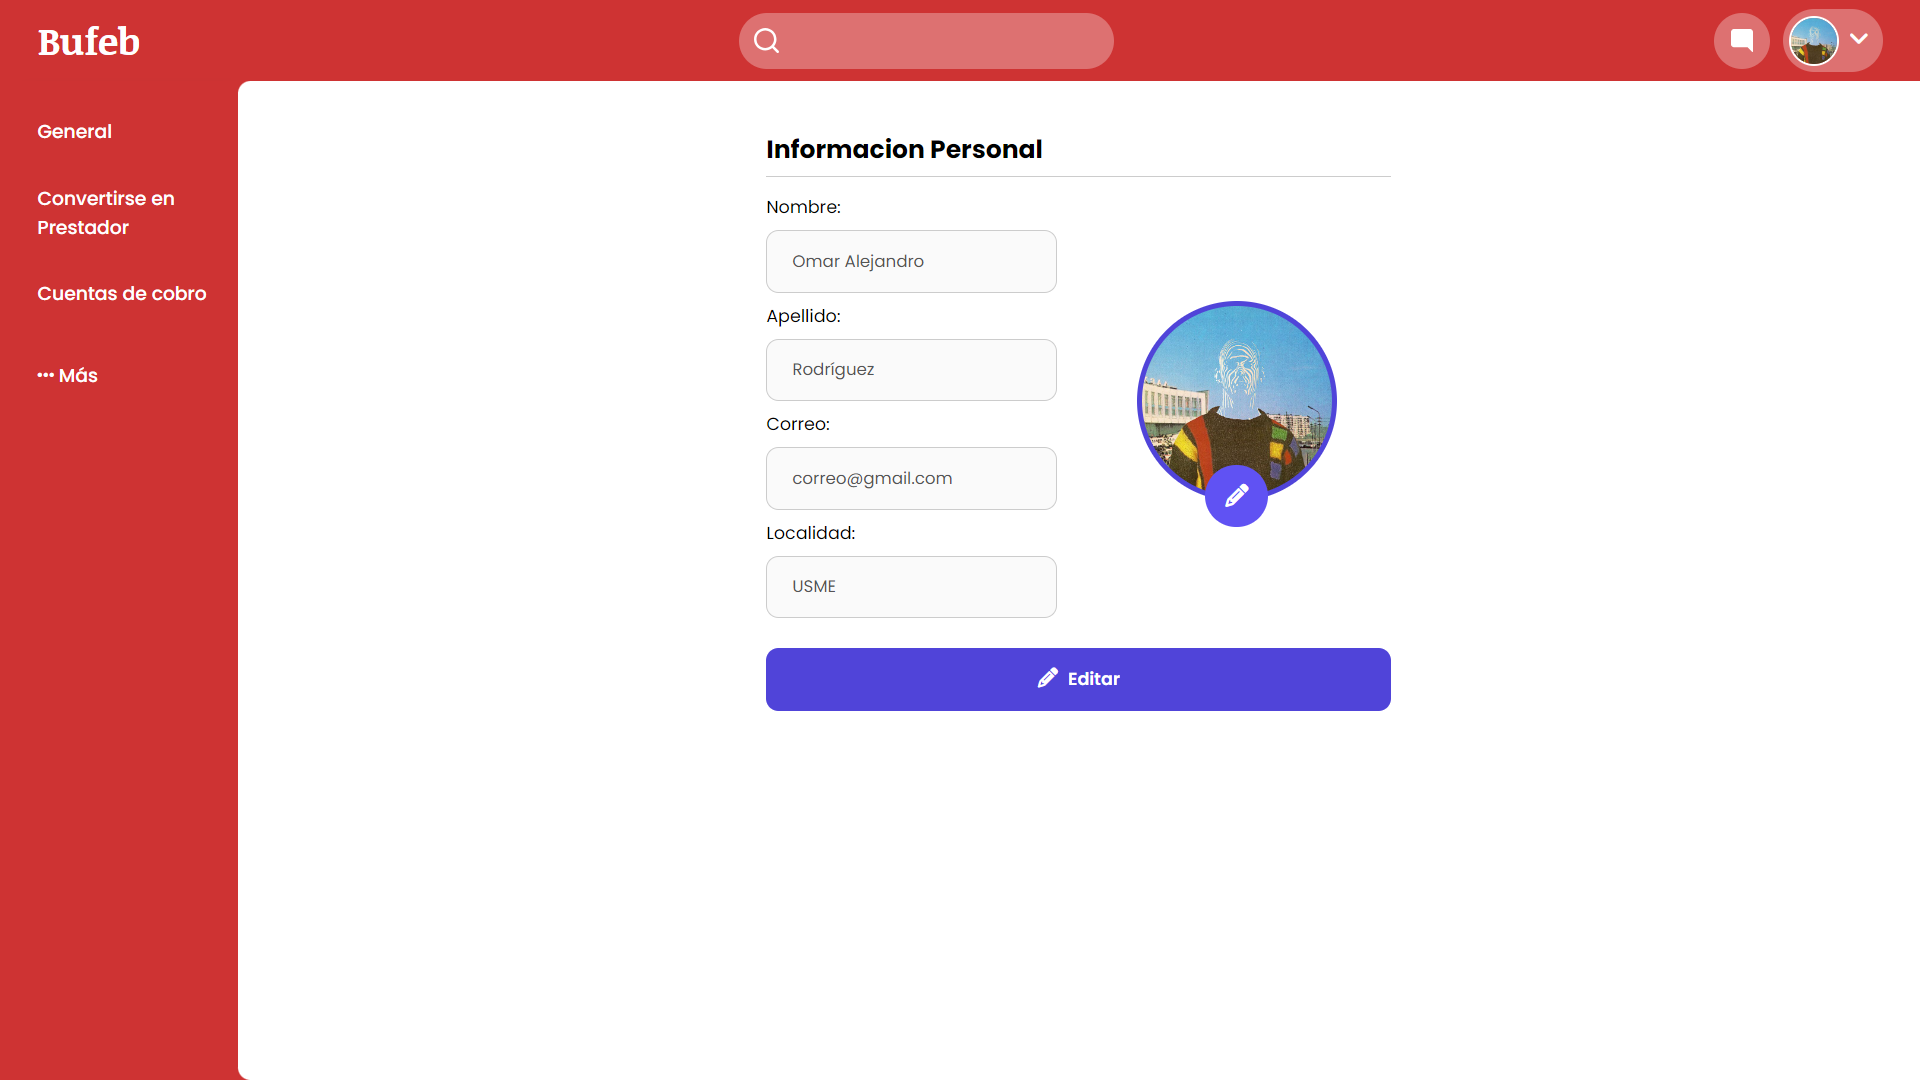 Bufeb
General
Convertirse en
Prestador
Cuentas de cobro
••• Más
Informacion Personal
Nombre:
Omar Alejandro
Apellido:
Rodríguez
Correo:
correo@gmail.com
Localidad:
USME
Editar